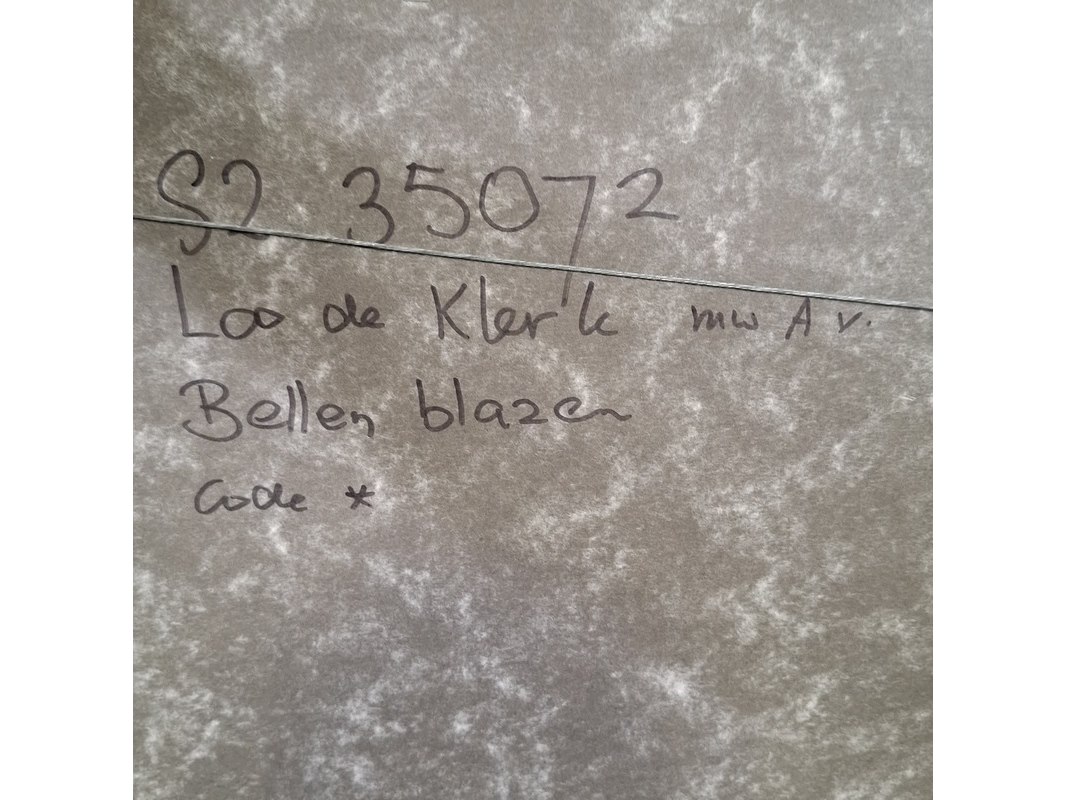 S2 35072
Loo de Klerk mw A v.
Bellen blazen
Code *